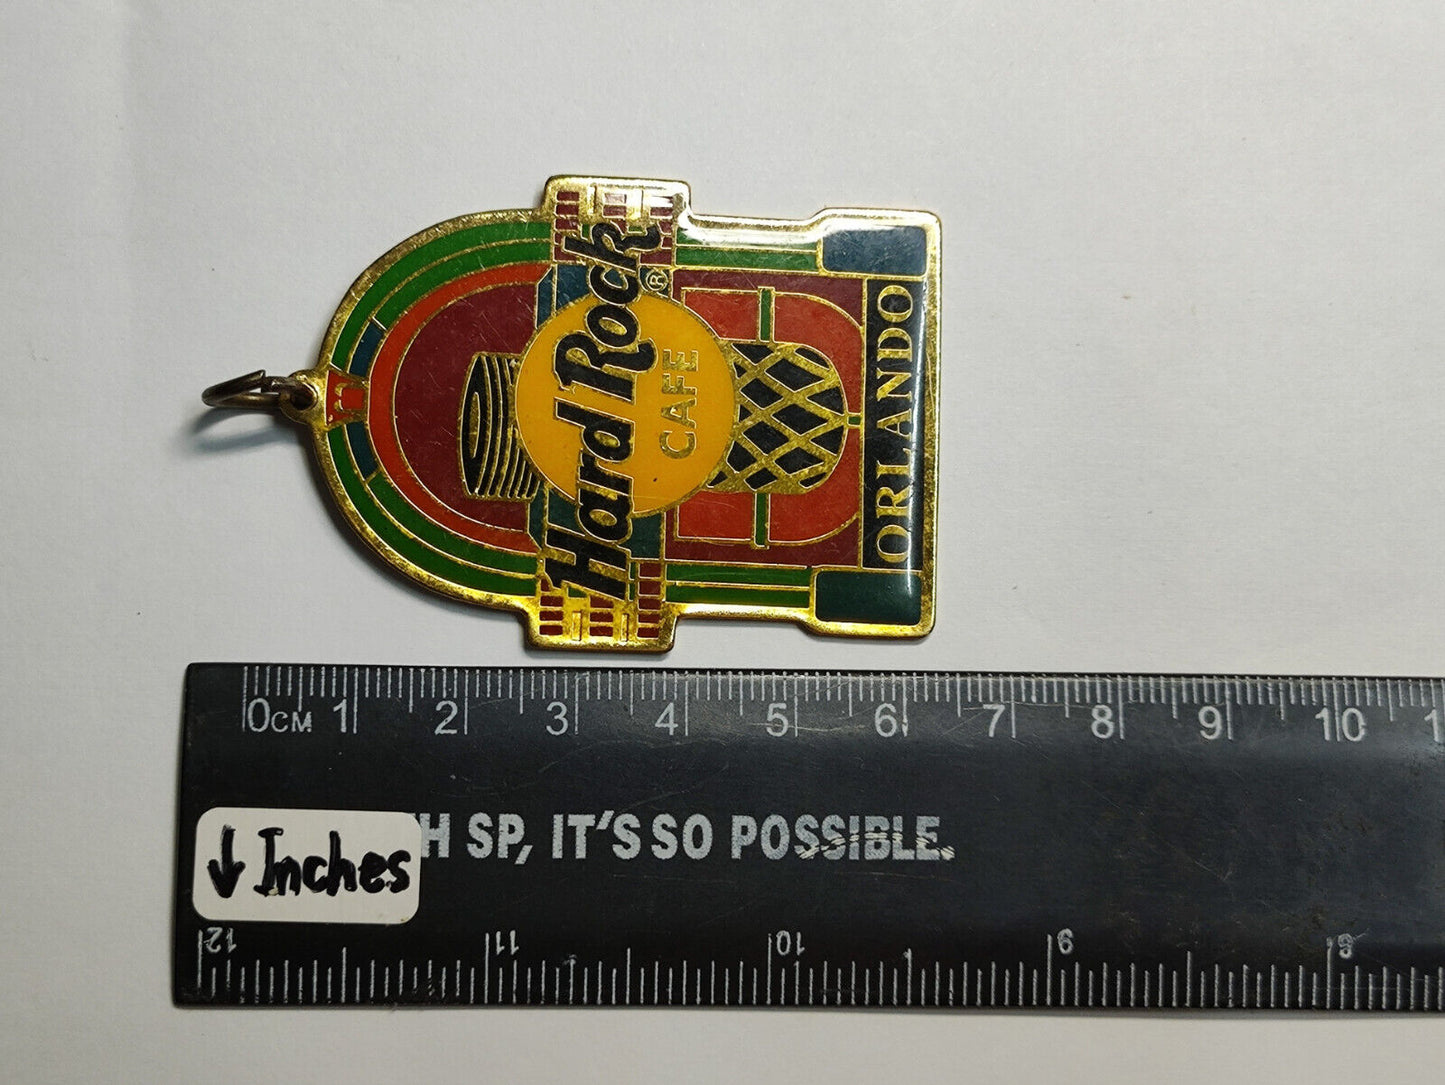 Hard Rock
®
CAFE
ORLANDO
0CM 1 2 3 4 5 6 7 8 9 10
H SP, IT'S SO POSSIBLE.
↓ Inches
12 11 10 9 8